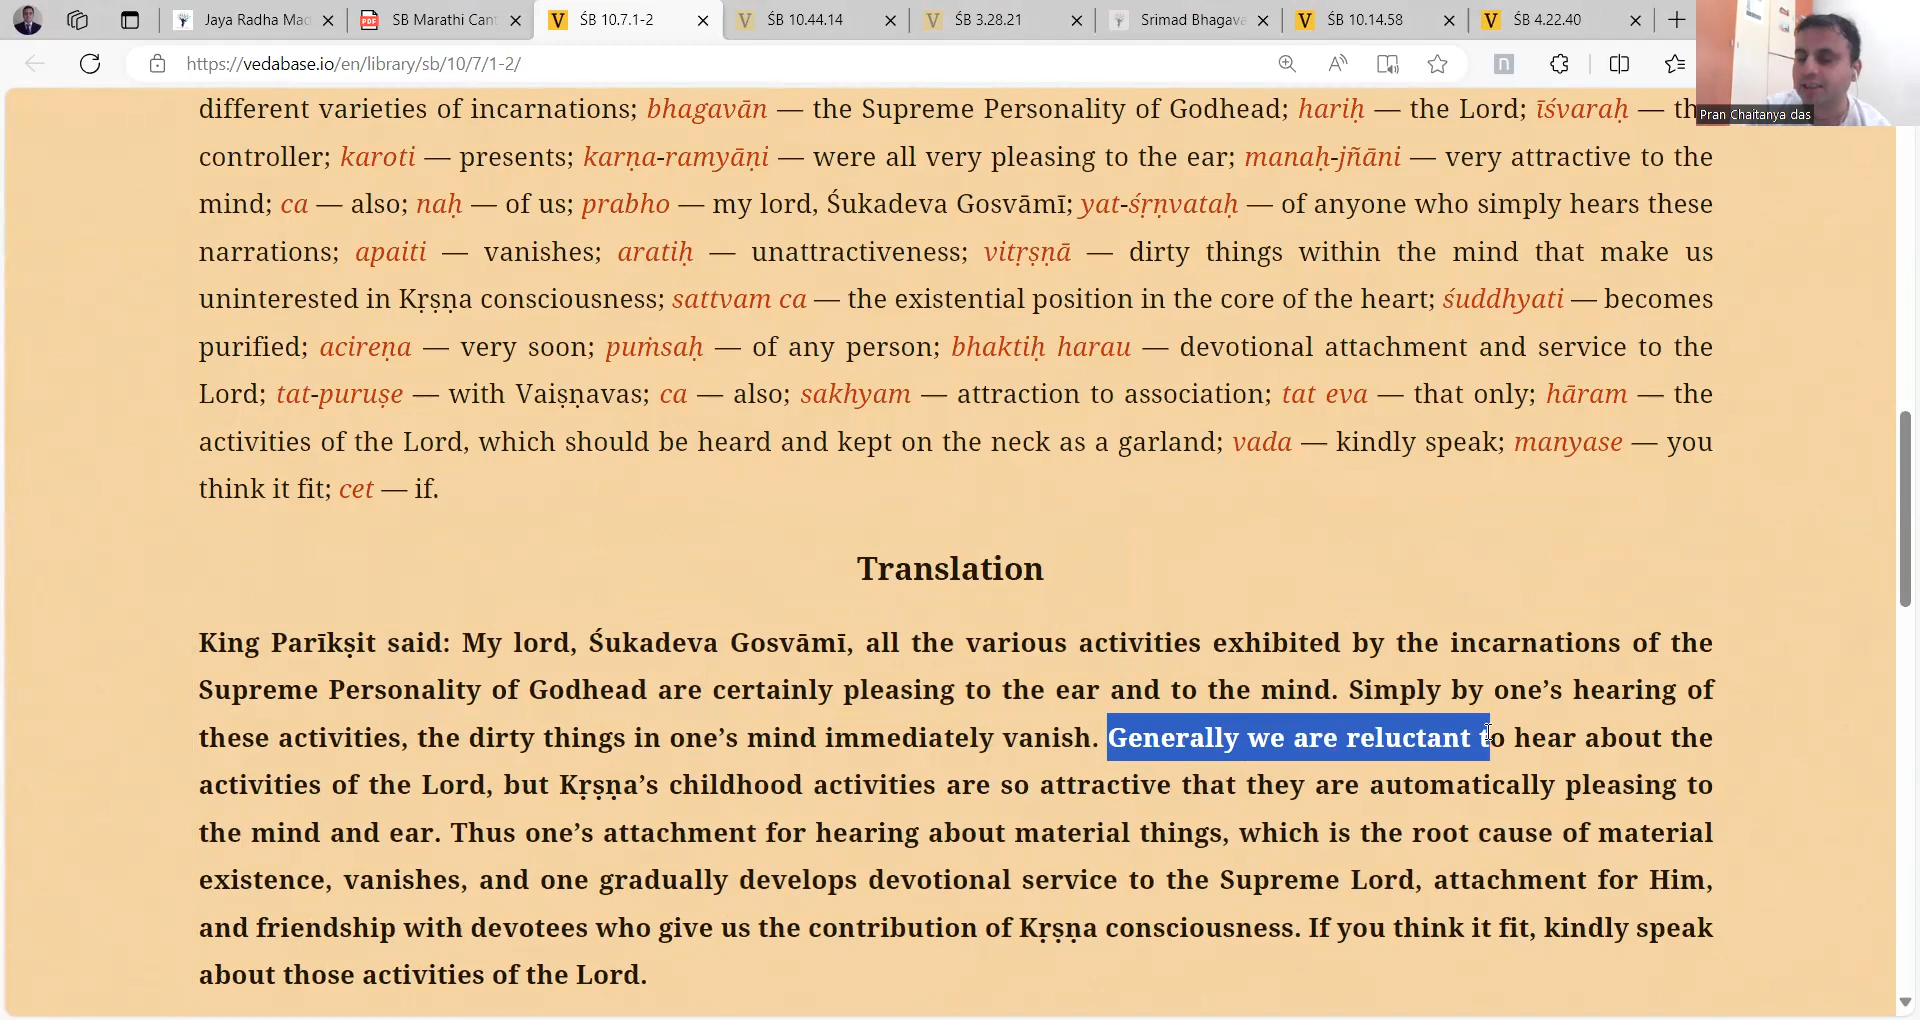 Jaya Radha Mad
SB Marathi Cant
ŚB 10.7.1-2
ŚB 10.44.14
ŚB 3.28.21
Srimad Bhagava
ŚB 10.14.58
ŚB 4.22.40
https://vedabase.io/en/library/sb/10/7/1-2/
Pran Chaitanya das
different varieties of incarnations; bhagavān — the Supreme Personality of Godhead; hariḥ — the Lord; īśvaraḥ — the
controller; karoti — presents; karṇa-ramyāṇi — were all very pleasing to the ear; manaḥ-jñāni — very attractive to the
mind; ca — also; naḥ — of us; prabho — my lord, Śukadeva Gosvāmī; yat-śṛṇvataḥ — of anyone who simply hears these
narrations; apaiti — vanishes; aratiḥ — unattractiveness; vitṛṣṇā — dirty things within the mind that make us
uninterested in Kṛṣṇa consciousness; sattvam ca — the existential position in the core of the heart; śuddhyati — becomes
purified; acireṇa — very soon; puṁsaḥ — of any person; bhaktiḥ harau — devotional attachment and service to the
Lord; tat-puruṣe — with Vaiṣṇavas; ca — also; sakhyam — attraction to association; tat eva — that only; hāram — the
activities of the Lord, which should be heard and kept on the neck as a garland; vada — kindly speak; manyase — you
think it fit; cet — if.
Translation
King Parīkṣit said: My lord, Śukadeva Gosvāmī, all the various activities exhibited by the incarnations of the
Supreme Personality of Godhead are certainly pleasing to the ear and to the mind. Simply by one’s hearing of
these activities, the dirty things in one’s mind immediately vanish. Generally we are reluctant to hear about the
activities of the Lord, but Kṛṣṇa’s childhood activities are so attractive that they are automatically pleasing to
the mind and ear. Thus one’s attachment for hearing about material things, which is the root cause of material
existence, vanishes, and one gradually develops devotional service to the Supreme Lord, attachment for Him,
and friendship with devotees who give us the contribution of Kṛṣṇa consciousness. If you think it fit, kindly speak
about those activities of the Lord.